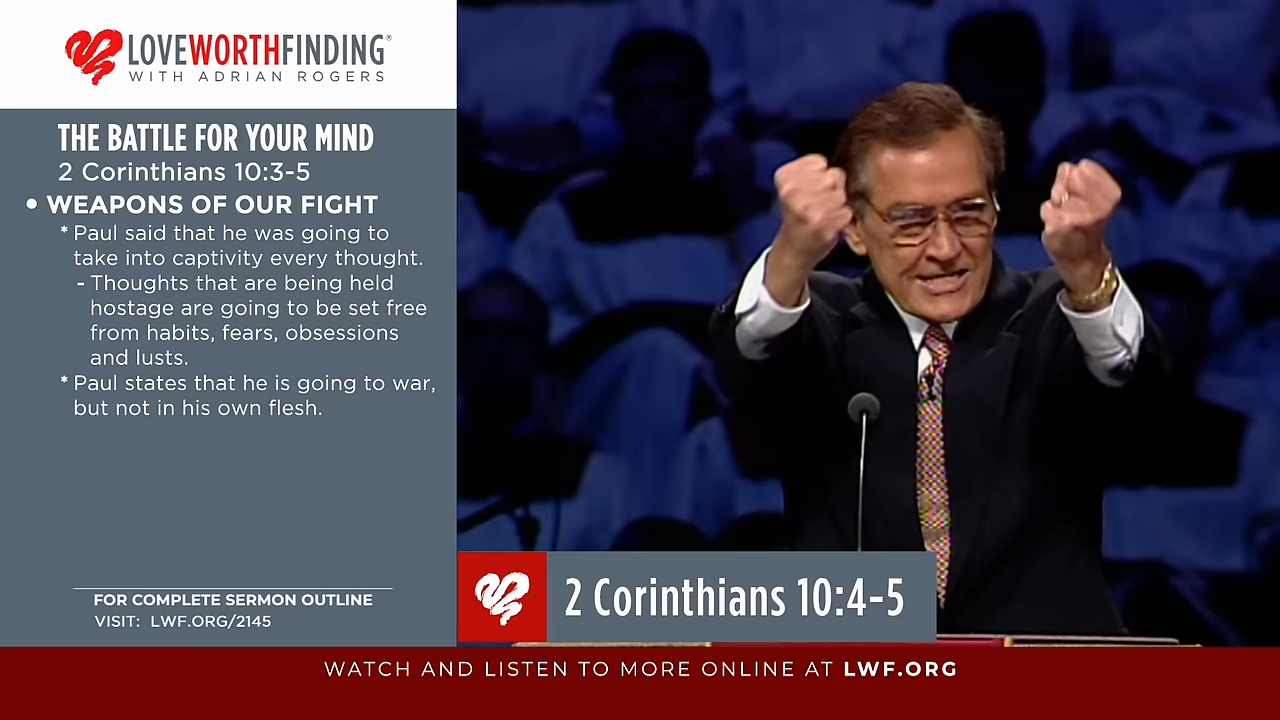 LOVEWORTHFINDING®
WITH ADRIAN ROGERS
THE BATTLE FOR YOUR MIND
2 Corinthians 10:3-5
• WEAPONS OF OUR FIGHT
* Paul said that he was going to
take into captivity every thought.
- Thoughts that are being held
hostage are going to be set free
from habits, fears, obsessions
and lusts.
* Paul states that he is going to war,
but not in his own flesh.
FOR COMPLETE SERMON OUTLINE
VISIT: LWF.ORG/2145
2 Corinthians 10:4-5
WATCH AND LISTEN TO MORE ONLINE AT LWF.ORG